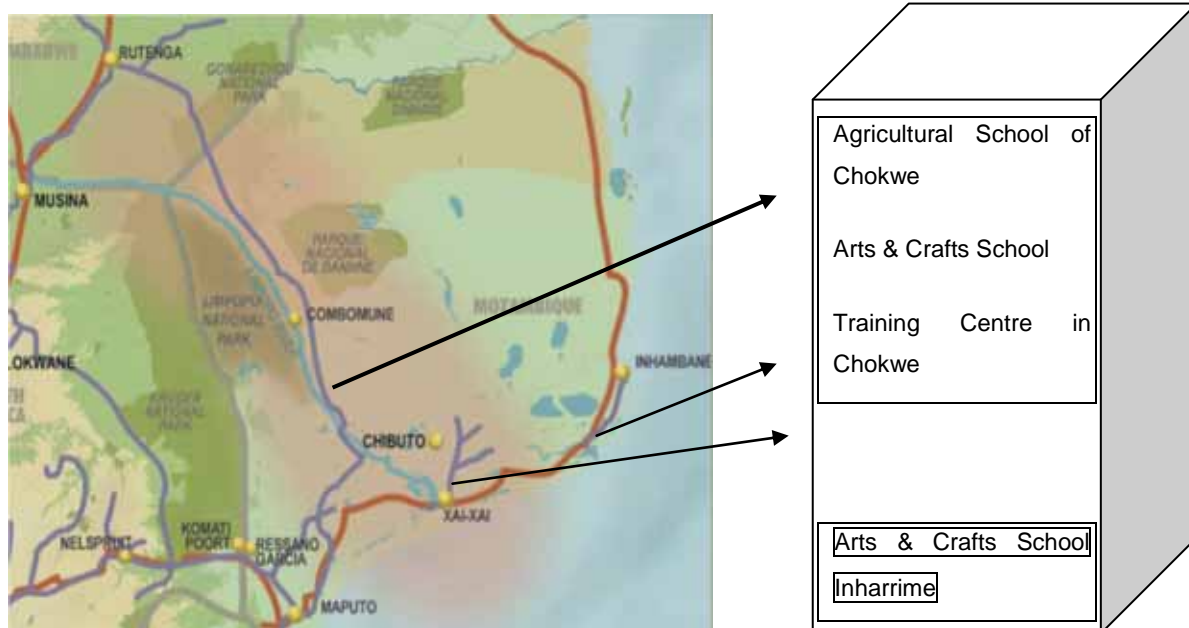 RUTENGA
GONAREZHOU
NATIONAL
PARK
MUSINA
PARQUE
NACIONAL
DE BANHINE
LIMPOPO
NATIONAL
PARK
COMBOMUNE
MOZAMBIQUE
INHAMBANE
LOKWANE
KRUGER
NATIONAL
PARK
CHIBUTO
XAI-XAI
NELSPRUIT
KOMATI
POORT
RESSANO
GARCIA
MAPUTO
Agricultural School of
Chokwe
Arts & Crafts School
Training Centre in
Chokwe
Arts & Crafts School
Inharrime